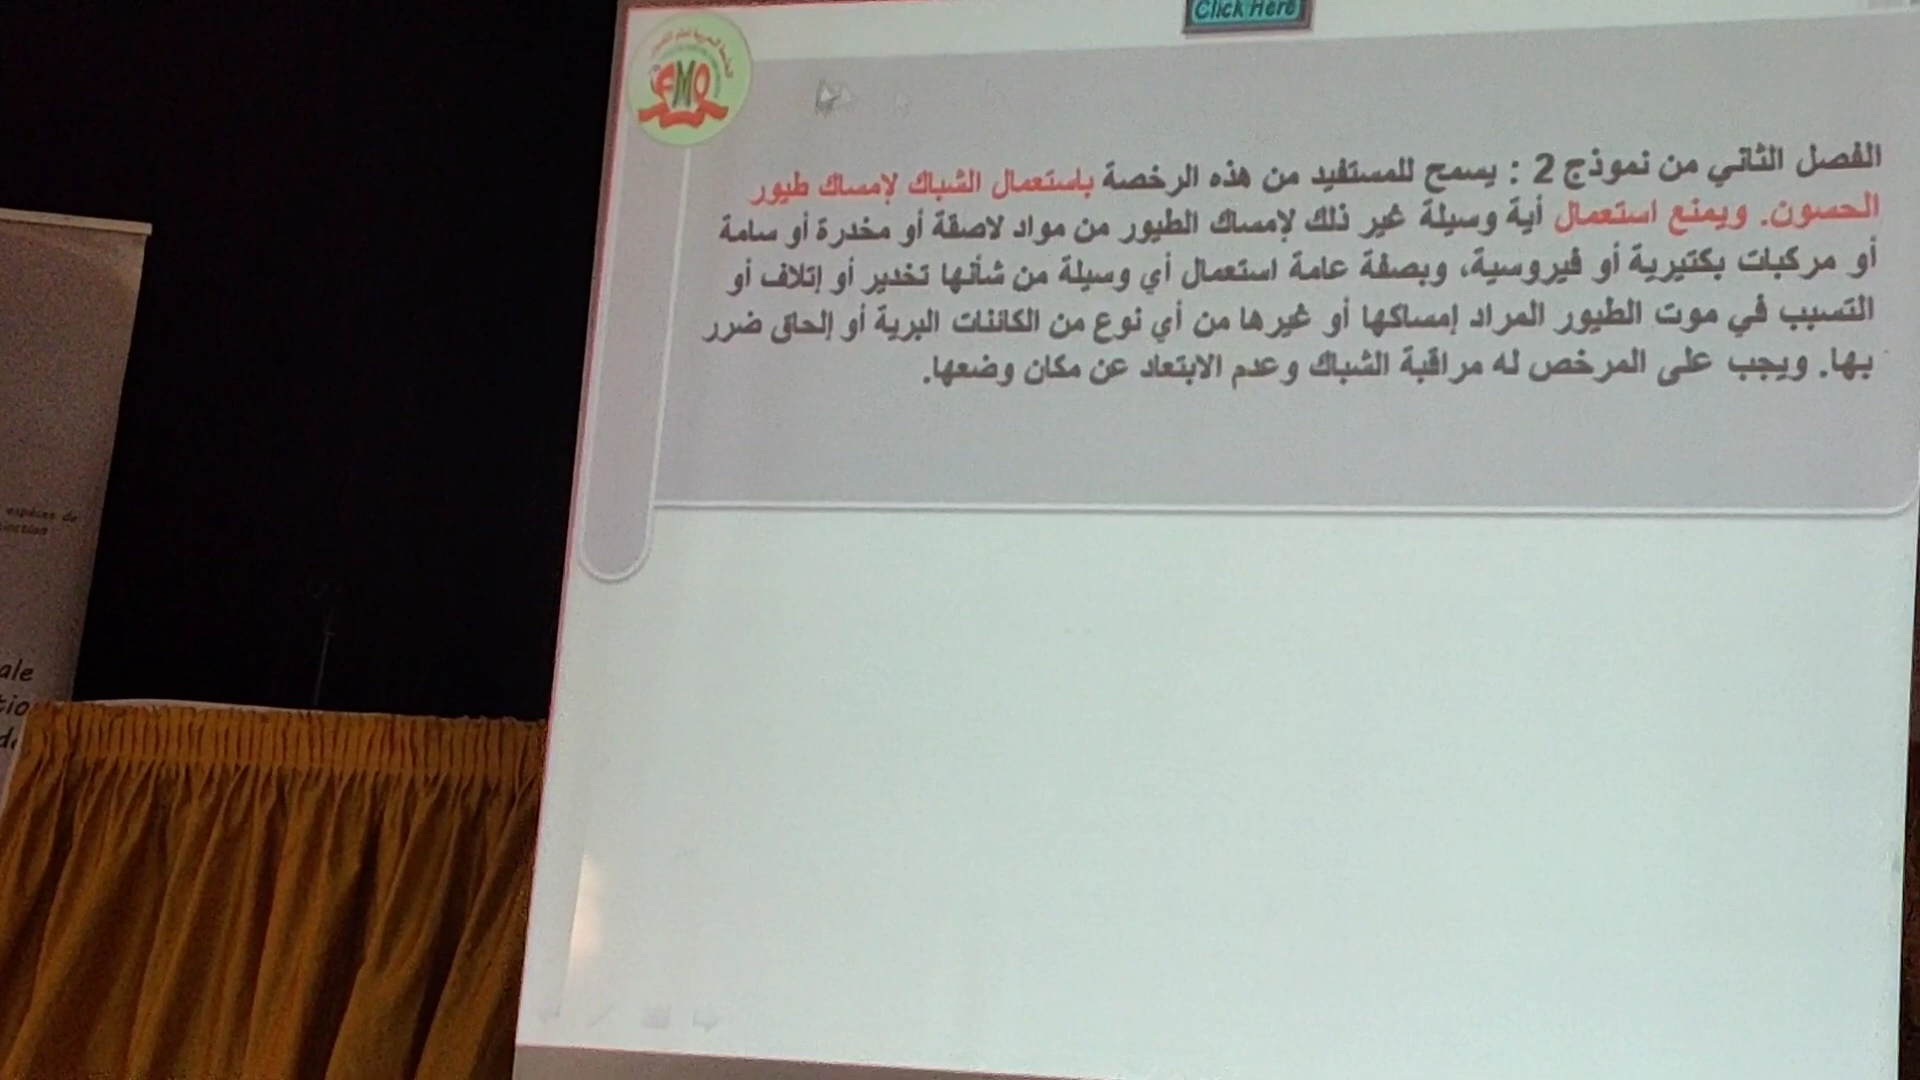 Click Here
الفصل الثاني من نموذج 2 : يسمح للمستفيد من هذه الرخصة باستعمال الشباك لإمساك طيور
الحسون. ويمنع استعمال أية وسيلة غير ذلك لإمساك الطيور من مواد لاصقة أو مخدرة أو سامة
أو مركبات بكتيرية أو فيروسية، وبصفة عامة استعمال أي وسيلة من شأنها تخدير أو إتلاف أو
التسبب في موت الطيور المراد إمساكها أو غيرها من أي نوع من الكائنات البرية أو إلحاق ضرر
بها. ويجب على المرخص له مراقبة الشباك وعدم الابتعاد عن مكان وضعها.
espèces de
ale